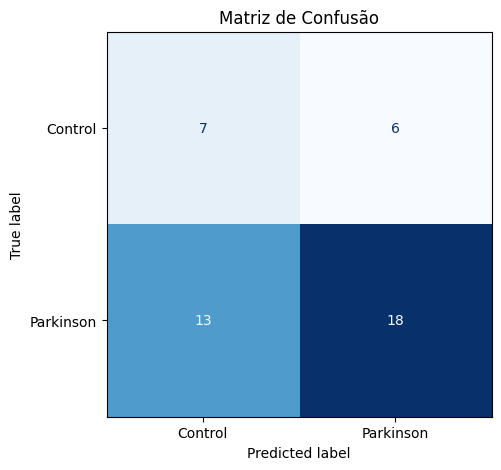 Matriz de Confusão
True label
Control
7
6
Parkinson
13
18
Control
Parkinson
Predicted label